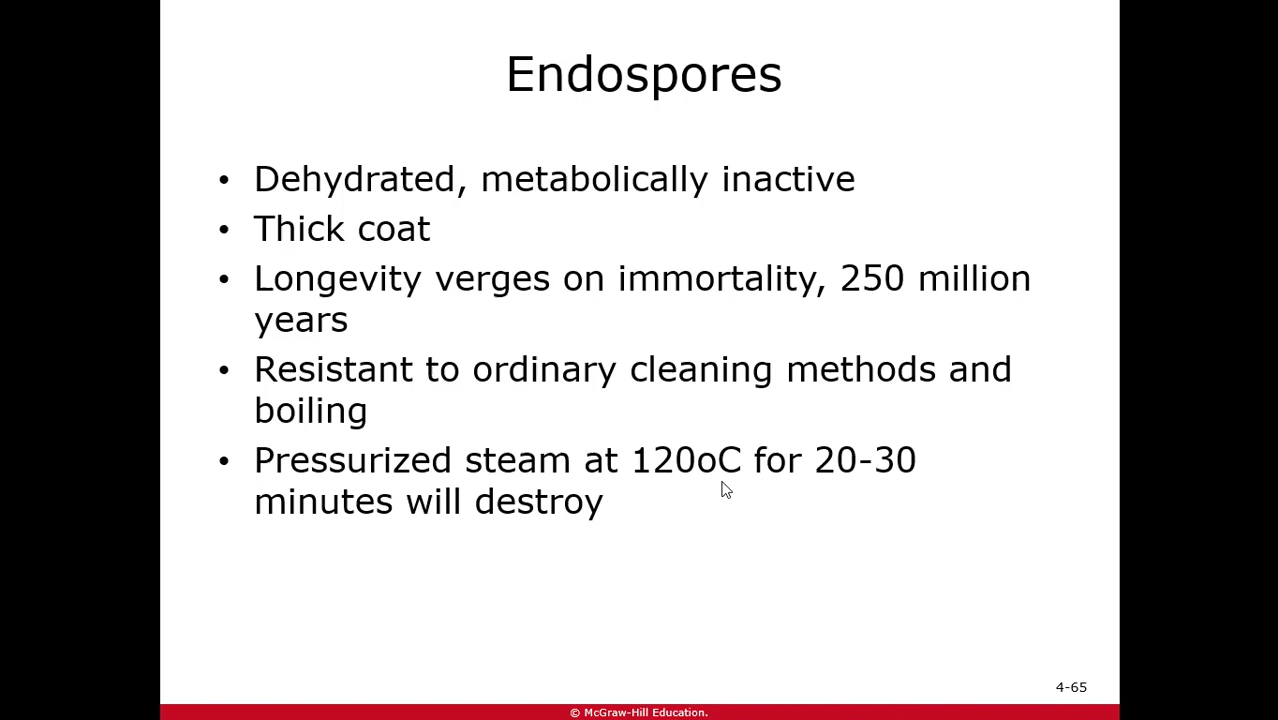 Endospores
• Dehydrated, metabolically inactive
• Thick coat
• Longevity verges on immortality, 250 million
years
• Resistant to ordinary cleaning methods and
boiling
• Pressurized steam at 120oC for 20-30
minutes will destroy
4-65
© McGraw-Hill Education.